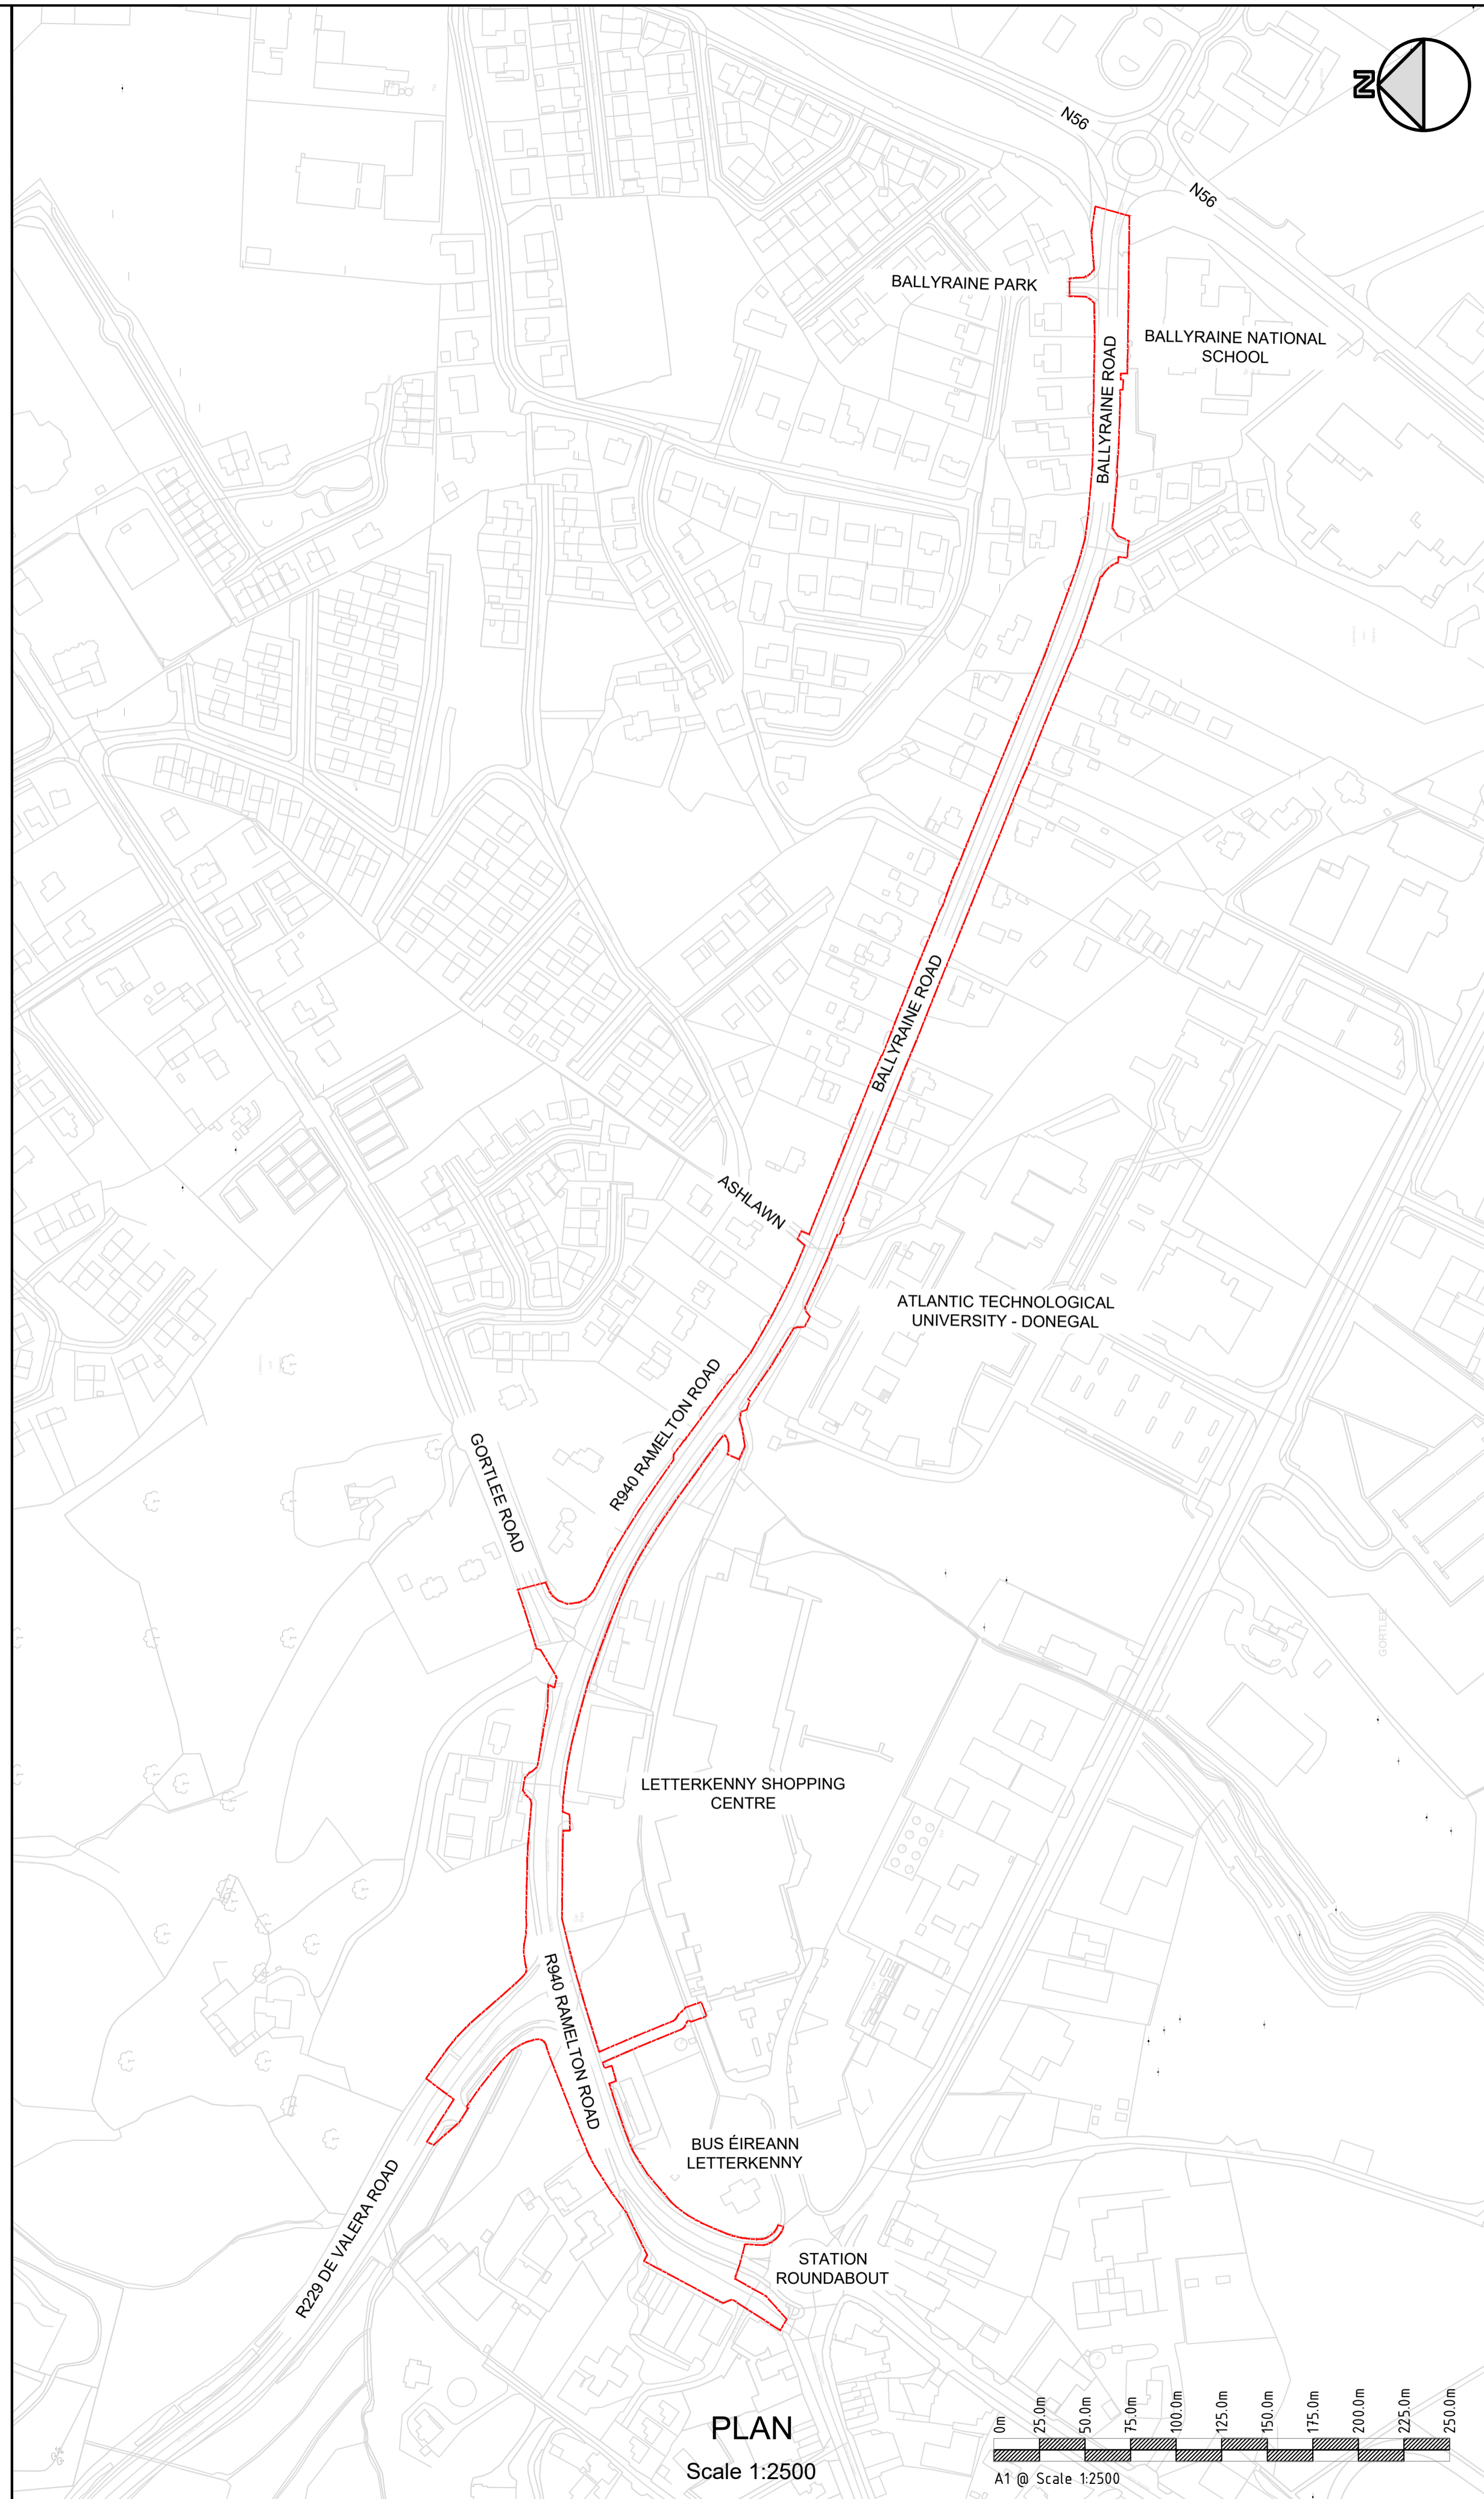 N
N56
N56
BALLYRAINE PARK
BALLYRAINE NATIONAL
SCHOOL
BALLYRAINE ROAD
BALLYRAINE ROAD
ASHLAWN
ATLANTIC TECHNOLOGICAL
UNIVERSITY - DONEGAL
R940 RAMELTON ROAD
GORTLEE ROAD
GORTLEE
LETTERKENNY SHOPPING
CENTRE
R940 RAMELTON ROAD
BUS ÉIREANN
LETTERKENNY
R229 DE VALERA ROAD
STATION
ROUNDABOUT
PLAN
Scale 1:2500
0m
25.0m
50.0m
75.0m
100.0m
125.0m
150.0m
175.0m
200.0m
225.0m
250.0m
A1 @ Scale 1:2500